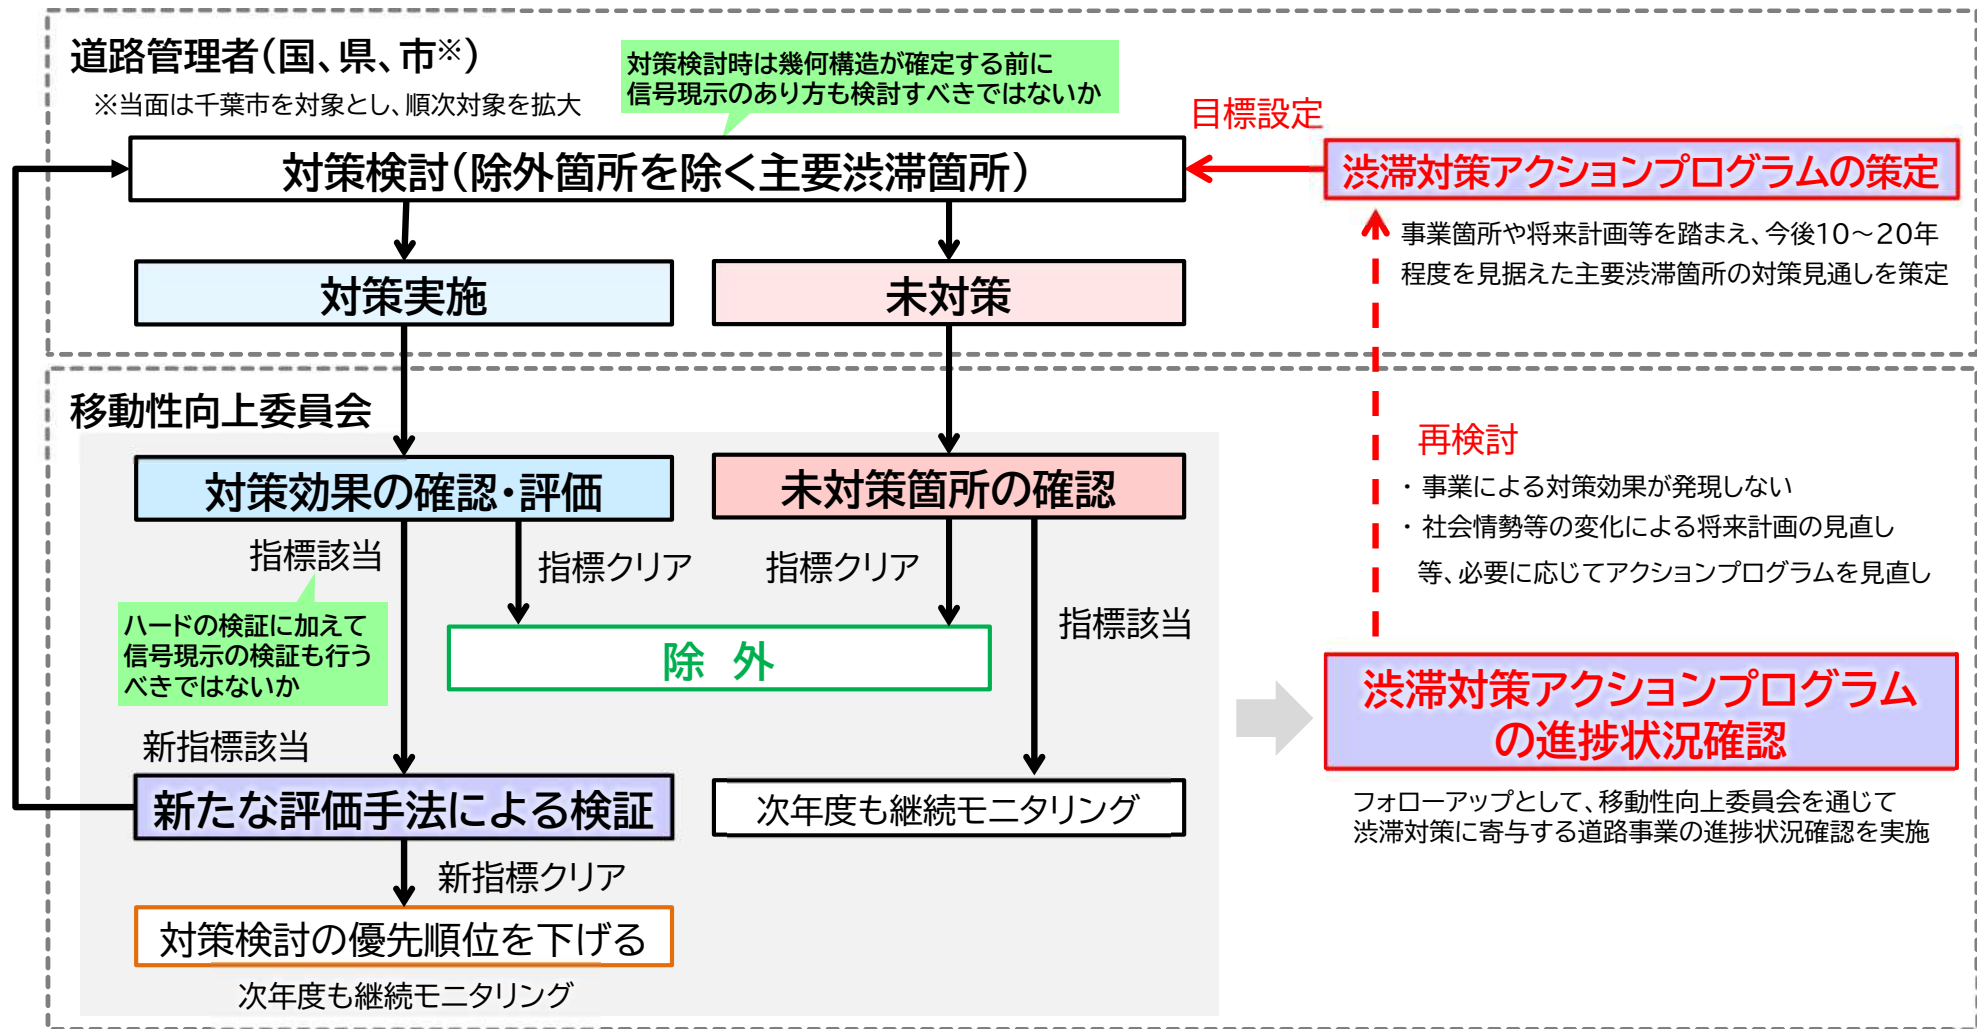 道路管理者(国、県、市※)
※当面は千葉市を対象とし、順次対象を拡大
対策検討時は幾何構造が確定する前に
信号現示のあり方も検討すべきではないか
目標設定
対策検討(除外箇所を除く主要渋滞箇所)
渋滞対策アクションプログラムの策定
事業箇所や将来計画等を踏まえ、今後10～20年
程度を見据えた主要渋滞箇所の対策見通しを策定
対策実施
未対策
移動性向上委員会
対策効果の確認・評価
未対策箇所の確認
再検討
・事業による対策効果が発現しない
・社会情勢等の変化による将来計画の見直し
等、必要に応じてアクションプログラムを見直し
指標該当
指標クリア
指標クリア
指標該当
ハードの検証に加えて
信号現示の検証も行う
べきではないか
除 外
渋滞対策アクションプログラム
の進捗状況確認
新指標該当
新たな評価手法による検証
次年度も継続モニタリング
フォローアップとして、移動性向上委員会を通じて
渋滞対策に寄与する道路事業の進捗状況確認を実施
新指標クリア
対策検討の優先順位を下げる
次年度も継続モニタリング